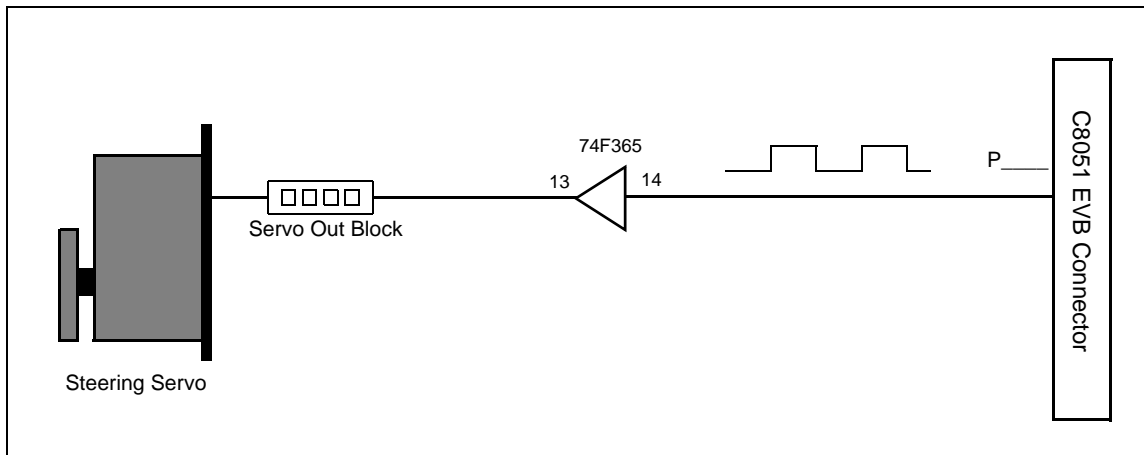 74F365
13
14
P____
C8051 EVB Connector
Servo Out Block
Steering Servo